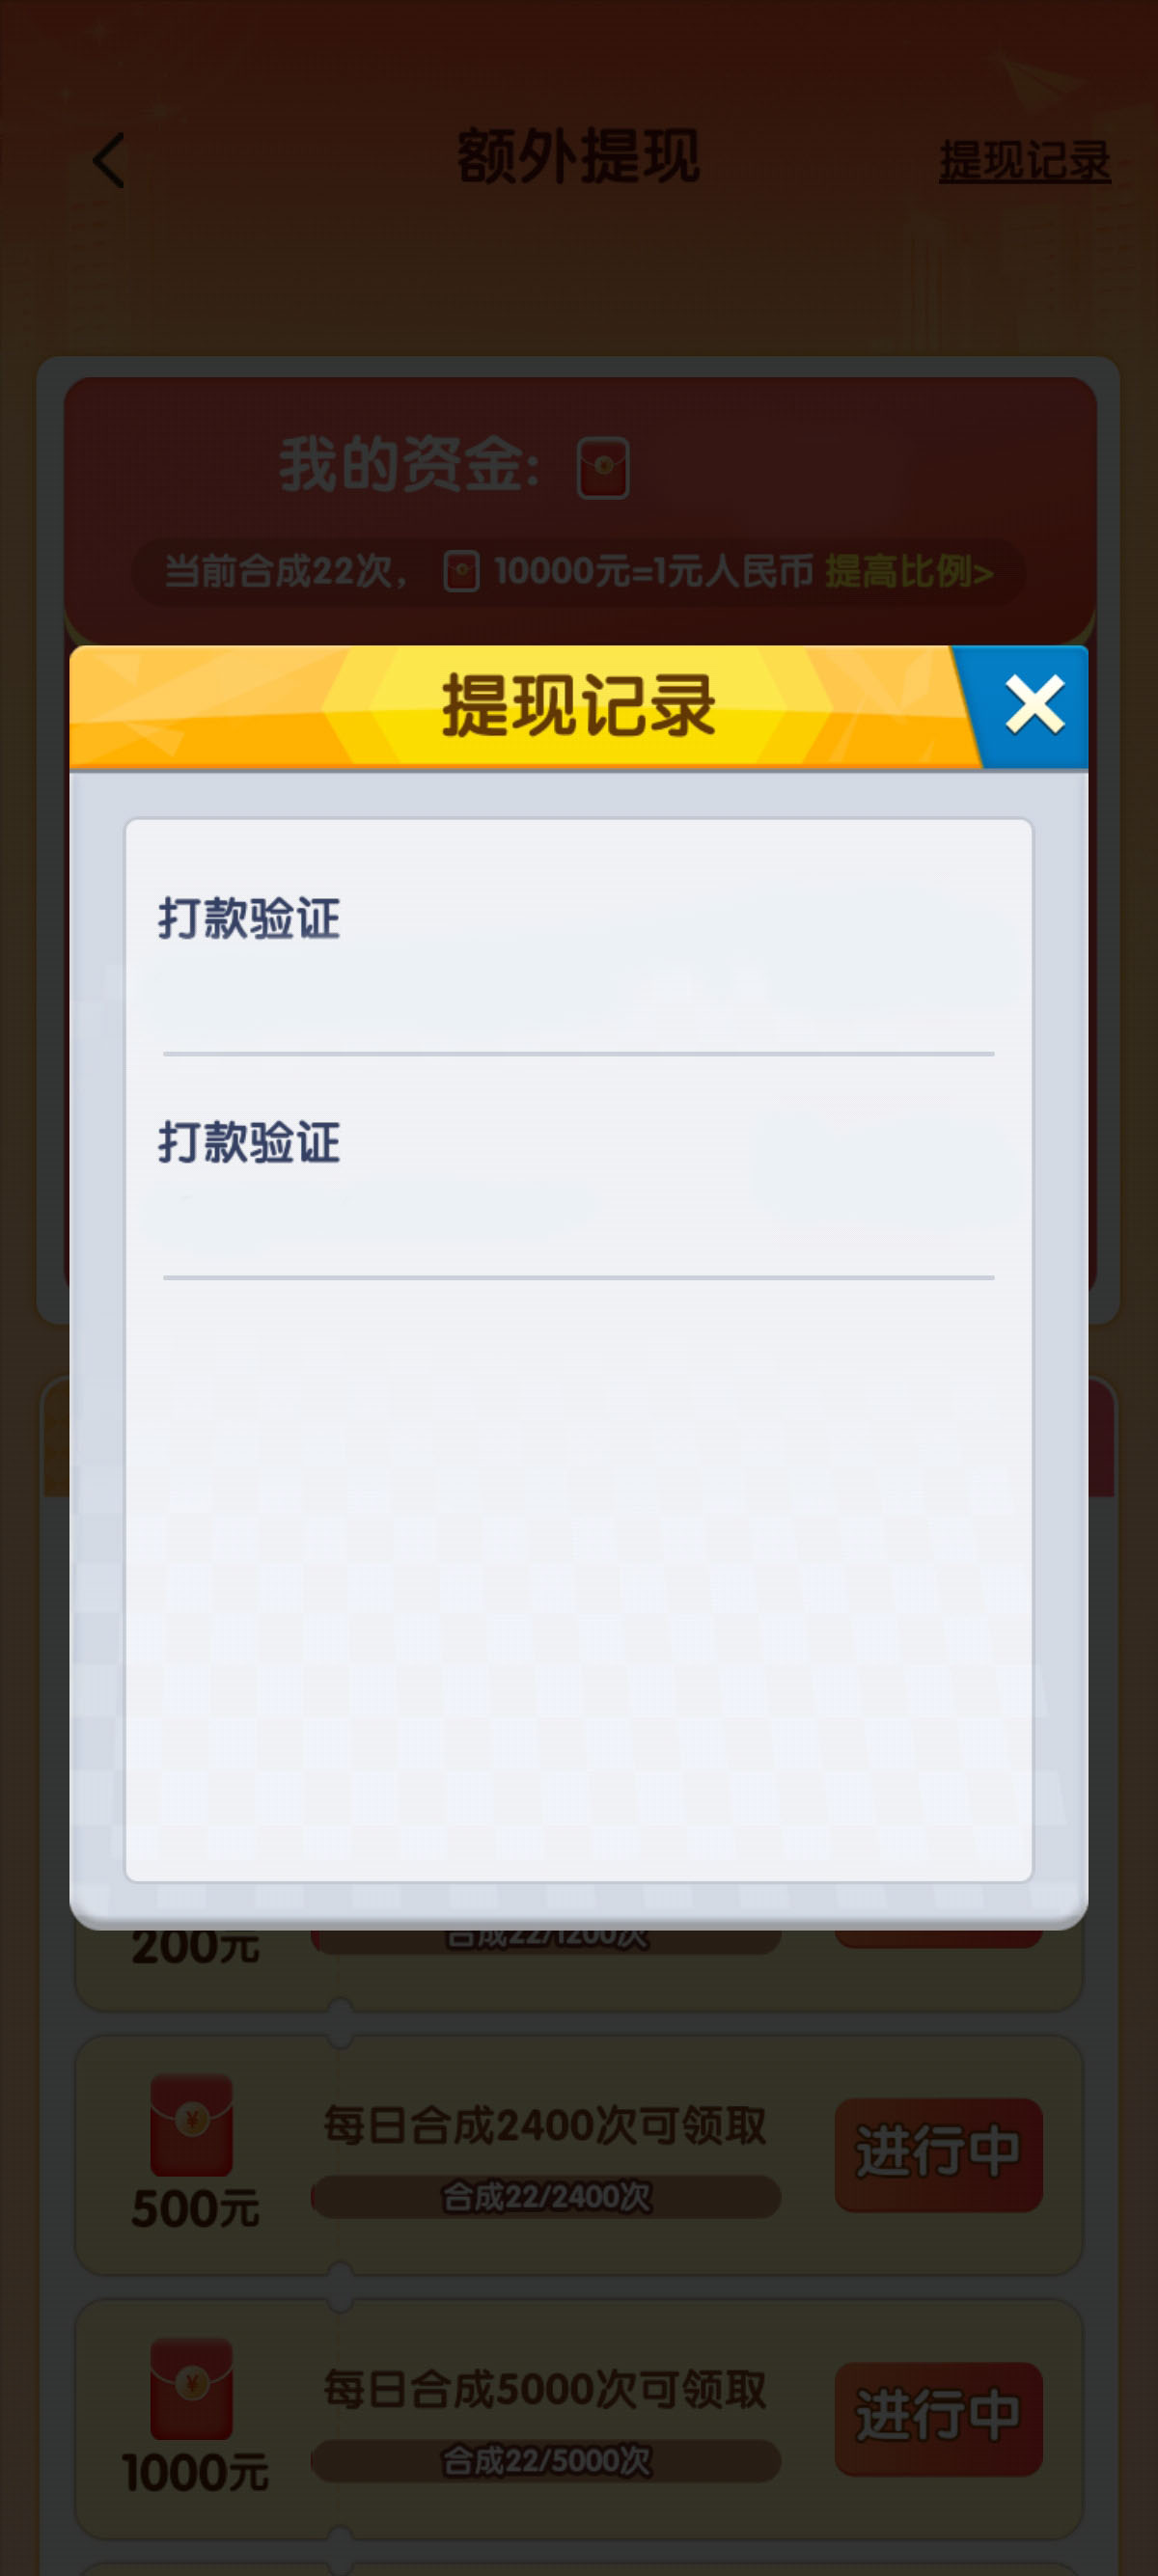 额外提现
提现记录
我的资金:
当前合成22次， 10000元=1元人民币 提高比例>
提现记录
打款验证
打款验证
200元
合成22/1200次
每日合成2400次可领取
进行中
合成22/2400次
500元
每日合成5000次可领取
进行中
合成22/5000次
1000元